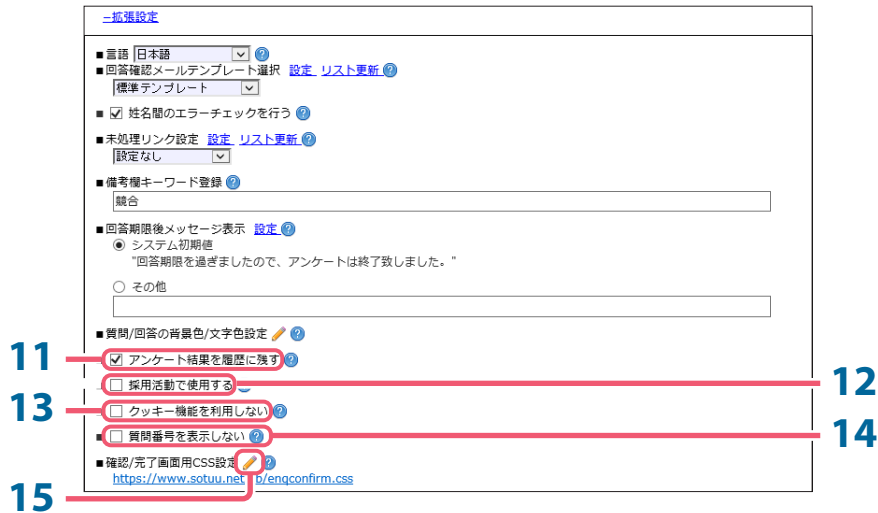 −拡張設定
■言語 日本語
■回答確認メールテンプレート選択 設定 リスト更新
標準テンプレート
■ 姓名間のエラーチェックを行う
■未処理リンク設定 設定 リスト更新
設定なし
■備考欄キーワード登録
競合
■回答期限後メッセージ表示 設定
システム初期値
"回答期限を過ぎましたので、アンケートは終了致しました。"
その他
■質問/回答の背景色/文字色設定
11 アンケート結果を履歴に残す
採用活動で使用する 12
13 クッキー機能を利用しない
■ 質問番号を表示しない 14
■確認/完了画面用CSS設定
https://www.sotuu.net b/enqconfirm.css
15